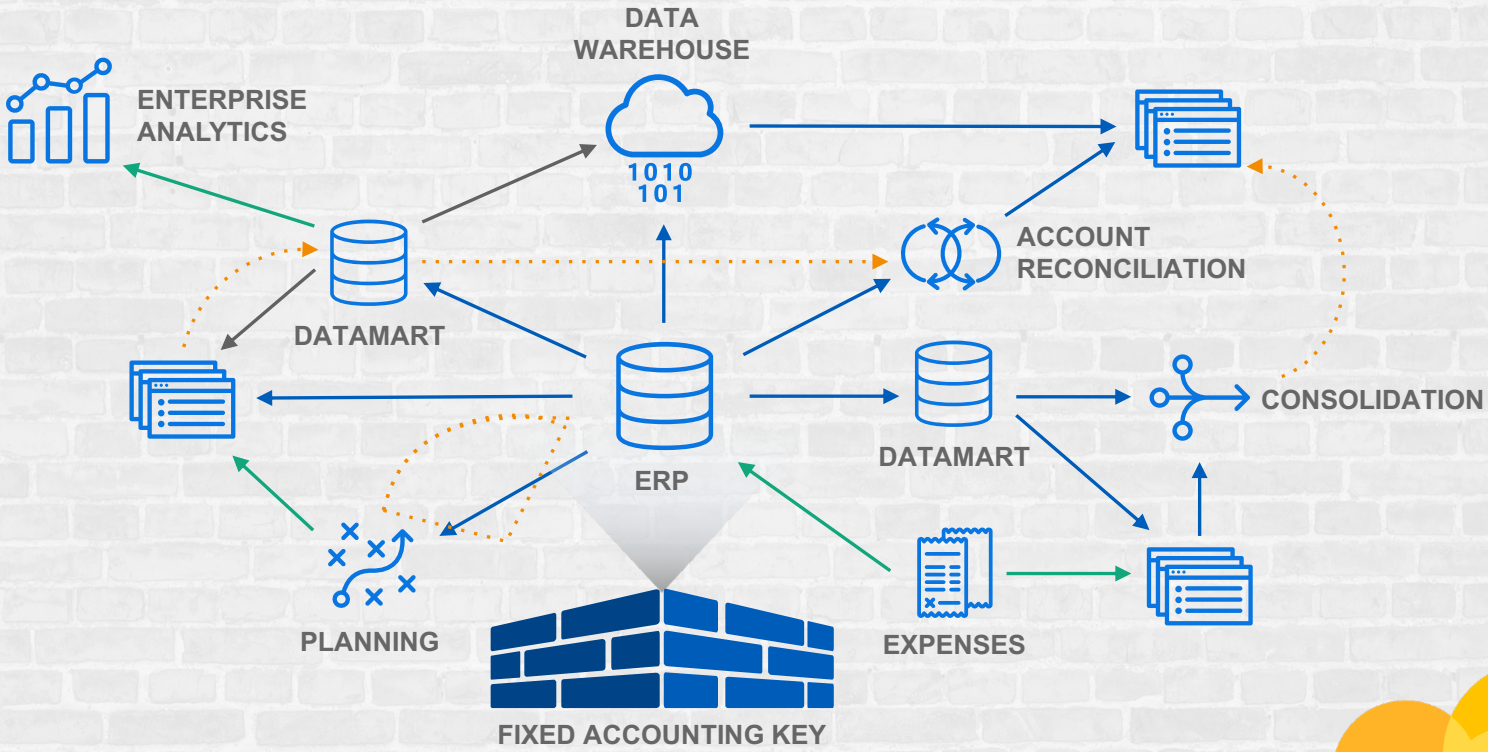 DATA
WAREHOUSE
ENTERPRISE
ANALYTICS
1010
101
ACCOUNT
RECONCILIATION
DATAMART
CONSOLIDATION
DATAMART
ERP
PLANNING
EXPENSES
FIXED ACCOUNTING KEY